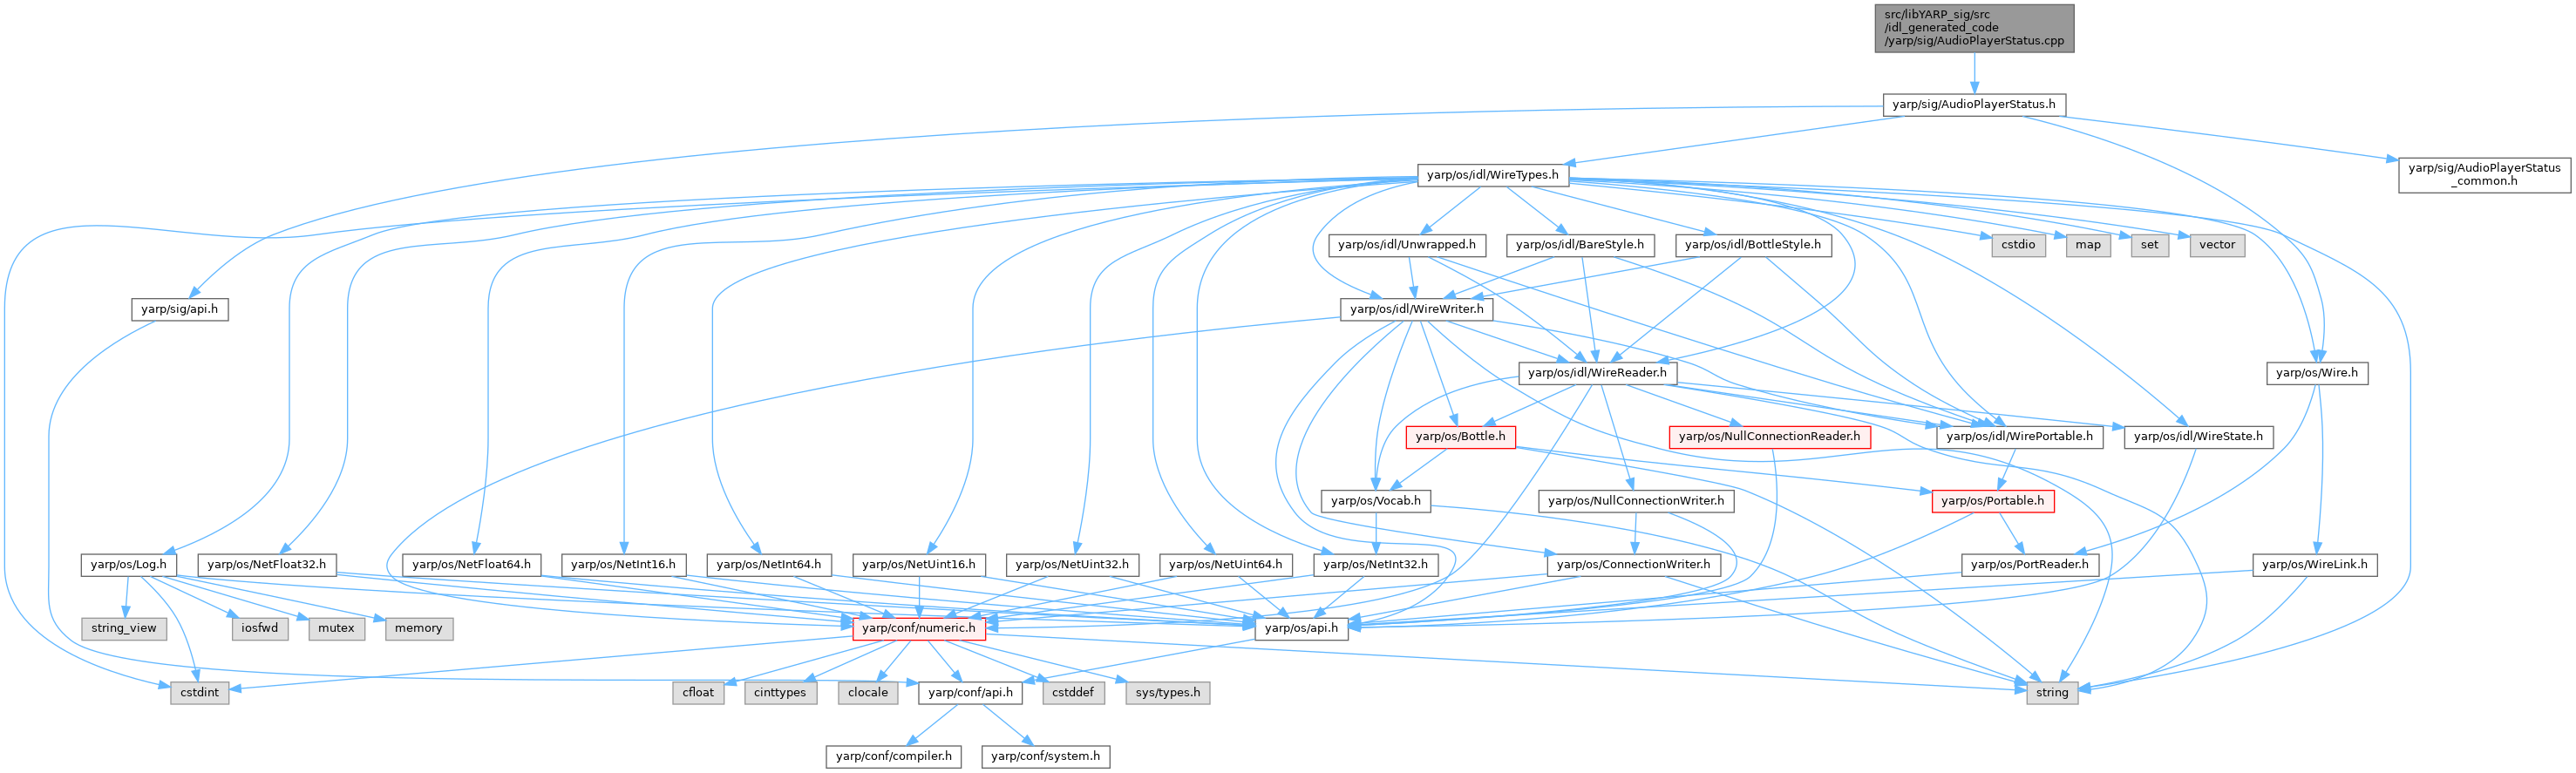 src/libYARP_sig/src
/idl_generated_code
/yarp/sig/AudioPlayerStatus.cpp
yarp/sig/AudioPlayerStatus.h
yarp/os/idl/WireTypes.h
yarp/sig/AudioPlayerStatus
_common.h
yarp/os/idl/Unwrapped.h
yarp/os/idl/BareStyle.h
yarp/os/idl/BottleStyle.h
cstdio
map
set
vector
yarp/sig/api.h
yarp/os/idl/WireWriter.h
yarp/os/idl/WireReader.h
yarp/os/Wire.h
yarp/os/Bottle.h
yarp/os/NullConnectionReader.h
yarp/os/idl/WirePortable.h
yarp/os/idl/WireState.h
yarp/os/Vocab.h
yarp/os/NullConnectionWriter.h
yarp/os/Portable.h
yarp/os/Log.h
yarp/os/NetFloat32.h
yarp/os/NetFloat64.h
yarp/os/NetInt16.h
yarp/os/NetInt64.h
yarp/os/NetUint16.h
yarp/os/NetUint32.h
yarp/os/NetUint64.h
yarp/os/NetInt32.h
yarp/os/ConnectionWriter.h
yarp/os/PortReader.h
yarp/os/WireLink.h
string_view
iosfwd
mutex
memory
yarp/conf/numeric.h
yarp/os/api.h
cstdint
cfloat
cinttypes
clocale
yarp/conf/api.h
cstddef
sys/types.h
string
yarp/conf/compiler.h
yarp/conf/system.h